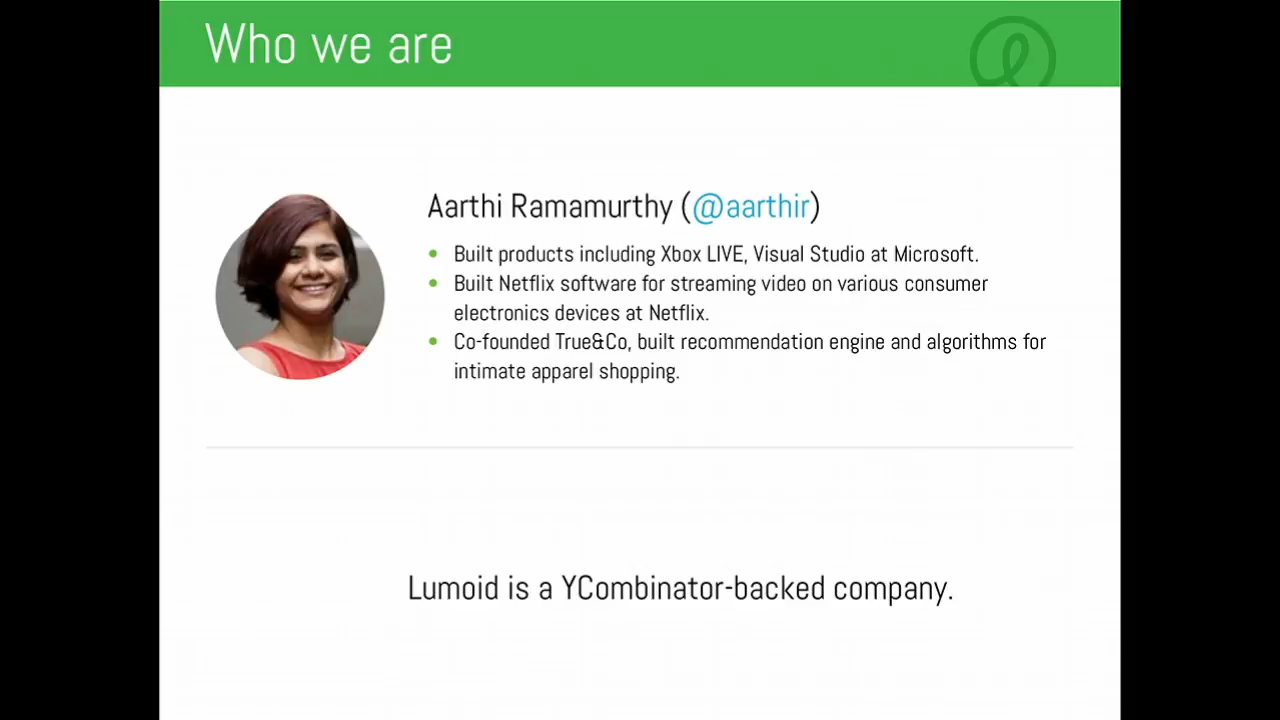 Who we are
Aarthi Ramamurthy (@aarthir)
Built products including Xbox LIVE, Visual Studio at Microsoft.
Built Netflix software for streaming video on various consumer
electronics devices at Netflix.
Co-founded True&Co, built recommendation engine and algorithms for
intimate apparel shopping.
Lumoid is a YCombinator-backed company.